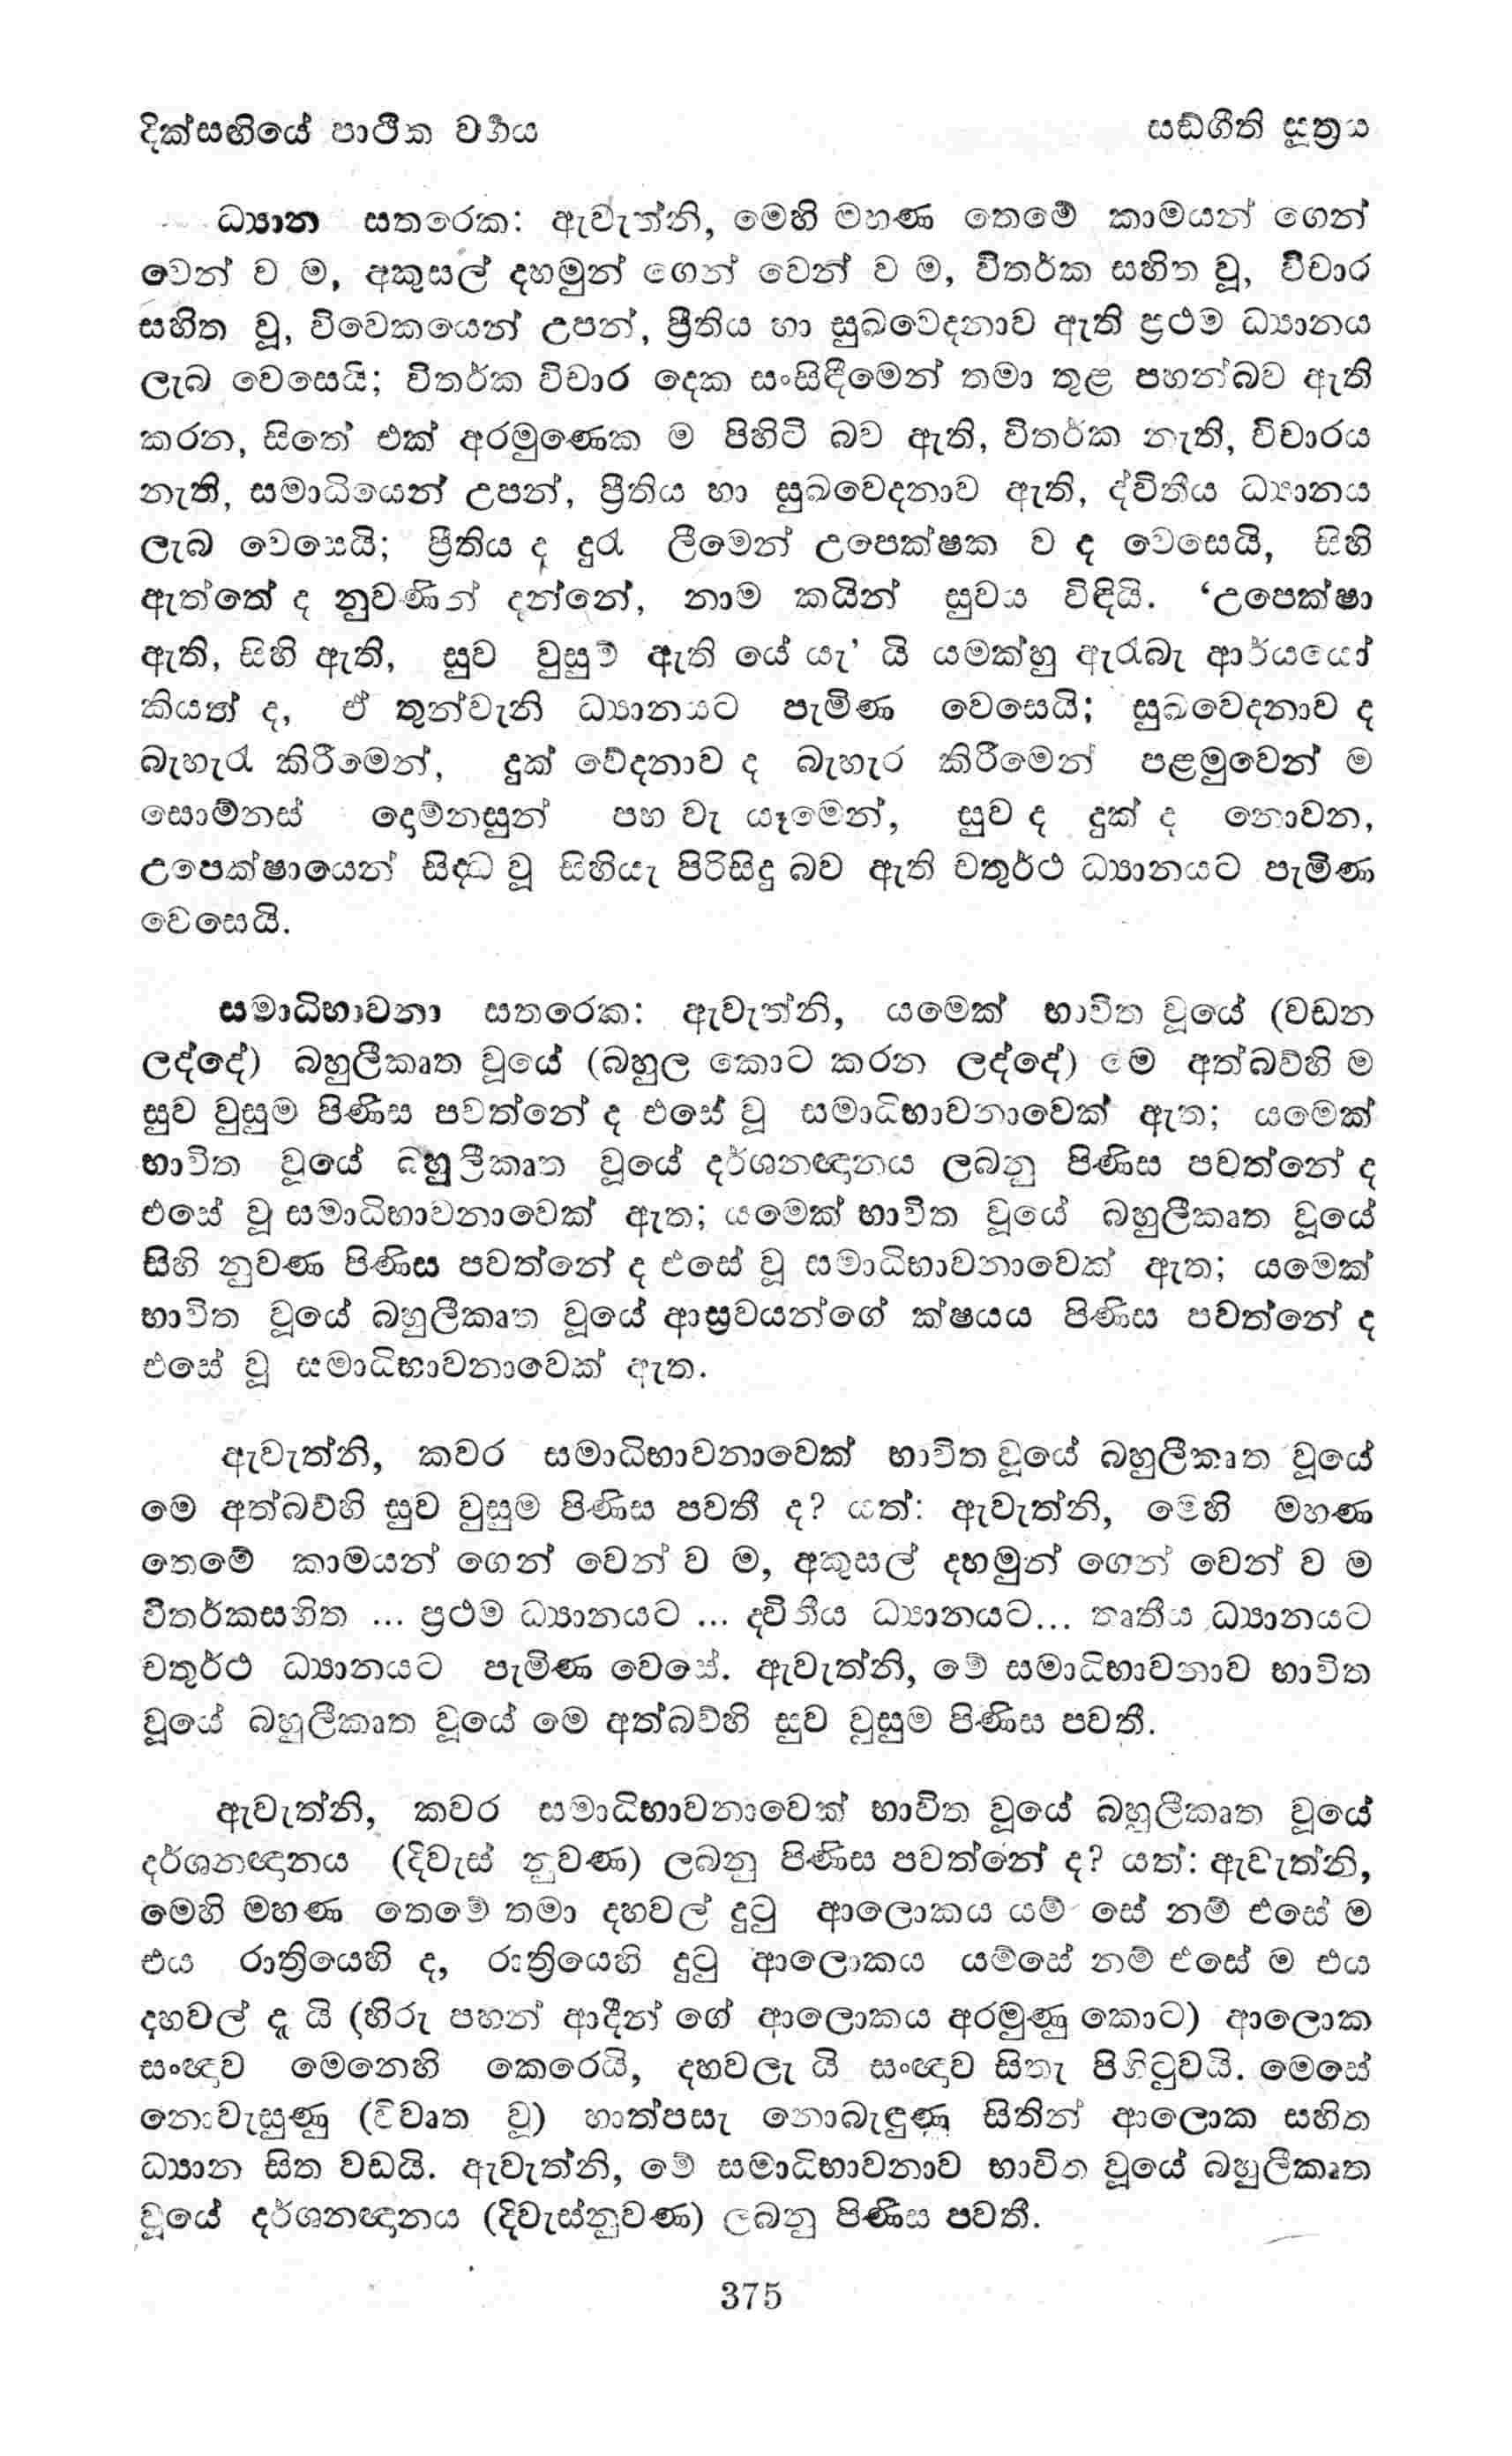 දික්සඟියේ පාථික වර්‍ගය
සඞ්ගීති සූත්‍රය
ධ්‍යාන සතරෙක: ඇවැත්නි, මෙහි මහණ තෙමේ කාමයන් ගෙන්
වෙන් ව ම, අකුසල් දහමුන් ගෙන් වෙන් ව ම, විතර්ක සහිත වූ, විචාර
සහිත වූ, විවෙකයෙන් උපන්, ප්‍රීතිය හා සුඛවෙදනාව ඇති ප්‍රථම ධ්‍යානය
ලැබ වෙසෙයි; විතර්ක විචාර දෙක සංසිඳීමෙන් තමා තුළ පහන්බව ඇති
කරන, සිතේ එක් අරමුණෙක ම පිහිටි බව ඇති, විතර්ක නැති, විචාරය
නැති, සමාධියෙන් උපන්, ප්‍රීතිය හා සුඛවෙදනාව ඇති, ද්විතීය ධ්‍යානය
ලැබ වෙසෙයි; ප්‍රීතිය ද දුරැ ලීමෙන් උපෙක්ෂක ව ද වෙසෙයි, සිහි
ඇත්තේ ද නුවණින් දන්නේ, නාම කයින් සුවය විඳියි. ‘උපෙක්ෂා
ඇති, සිහි ඇති, සුව වුසුම් ඇති යේ යැ’ යි යමක්හු ඇරැබැ ආර්යයෝ
කියත් ද, ඒ තුන්වැනි ධ්‍යානයට පැමිණ වෙසෙයි; සුඛවෙදනාව ද
බැහැරැ කිරීමෙන්, දුක් වේදනාව ද බැහැර කිරීමෙන් පළමුවෙන් ම
සොම්නස් දොම්නසුන් පහ වැ යෑමෙන්, සුව ද දුක් ද නොවන,
උපෙක්ෂායෙන් සිද්ධ වූ සිහියැ පිරිසිදු බව ඇති චතුර්ථ ධ්‍යානයට පැමිණ
වෙසෙයි.
සමාධිභාවනා සතරෙක: ඇවැත්නි, යමෙක් භාවිත වූයේ (වඩන
ලද්දේ) බහුලීකෘත වූයේ (බහුල කොට කරන ලද්දේ) මෙ අත්බව්හි ම
සුව වුසුම පිණිස පවත්නේ ද එසේ වූ සමාධිභාවනාවෙක් ඇත; යමෙක්
භාවිත වූයේ බහුලීකෘත වූයේ දර්ශනඥානය ලබනු පිණිස පවත්නේ ද
එසේ වූ සමාධිභාවනාවෙක් ඇත; යමෙක් භාවිත වූයේ බහුලීකෘත වූයේ
සිහි නුවණ පිණිස පවත්නේ ද එසේ වූ සමාධිභාවනාවෙක් ඇත; යමෙක්
භාවිත වූයේ බහුලීකෘත වූයේ ආස්‍රවයන්ගේ ක්ෂයය පිණිස පවත්නේ ද
එසේ වූ සමාධිභාවනාවෙක් ඇත.
ඇවැත්නි, කවර සමාධිභාවනාවෙක් භාවිත වූයේ බහුලීකෘත වූයේ
මෙ අත්බව්හි සුව වුසුම පිණිස පවතී ද? යත්: ඇවැත්නි, මෙහි මහණ
තෙමේ කාමයන් ගෙන් වෙන් ව ම, අකුසල් දහමුන් ගෙන් වෙන් ව ම
විතර්කසහිත ... ප්‍රථම ධ්‍යානයට ... ද්විතීය ධ්‍යානයට... තෘතීය ධ්‍යානයට
චතුර්ථ ධ්‍යානයට පැමිණ වෙසේ. ඇවැත්නි, මේ සමාධිභාවනාව භාවිත
වූයේ බහුලීකෘත වූයේ මෙ අත්බව්හි සුව වුසුම පිණිස පවතී.
ඇවැත්නි, කවර සමාධිභාවනාවෙක් භාවිත වූයේ බහුලීකෘත වූයේ
දර්ශනඥානය (දිවැස් නුවණ) ලබනු පිණිස පවත්නේ ද? යත්: ඇවැත්නි,
මෙහි මහණ තෙමේ තමා දහවල් දුටු ආලොකය යම් සේ නම් එසේ ම
එය රාත්‍රියෙහි ද, රාත්‍රියෙහි දුටු ආලොකය යම්සේ නම් එසේ ම එය
දහවල් දැ යි (හිරු පහන් ආදීන් ගේ ආලොකය අරමුණු කොට) ආලොක
සංඥාව මෙනෙහි කෙරෙයි, දහවලැ යි සංඥාව සිතැ පිහිටුවයි. මෙසේ
නොවැසුණු (විවෘත වූ) හාත්පසැ නොබැඳුණු සිතින් ආලොක සහිත
ධ්‍යාන සිත වඩයි. ඇවැත්නි, මේ සමාධිභාවනාව භාවිත වූයේ බහුලීකෘත
වූයේ දර්ශනඥානය (දිවැස්නුවණ) ලබනු පිණිස පවතී.
375